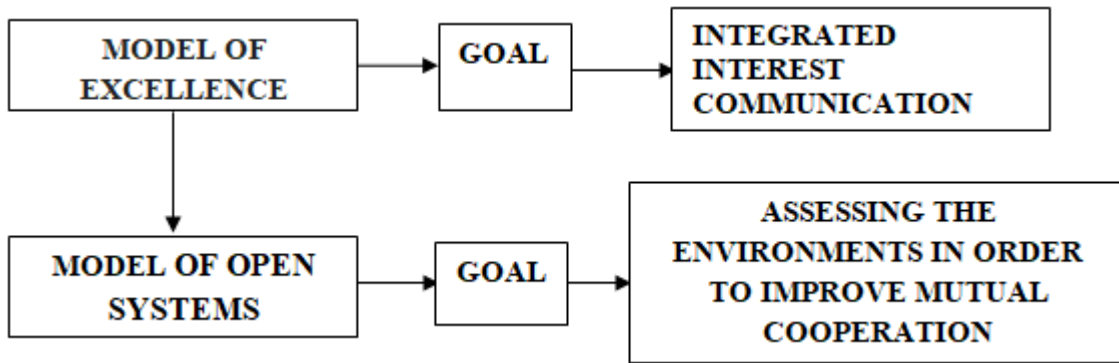 MODEL OF
EXCELLENCE
GOAL
INTEGRATED
INTEREST
COMMUNICATION
MODEL OF OPEN
SYSTEMS
GOAL
ASSESSING THE
ENVIRONMENTS IN ORDER
TO IMPROVE MUTUAL
COOPERATION